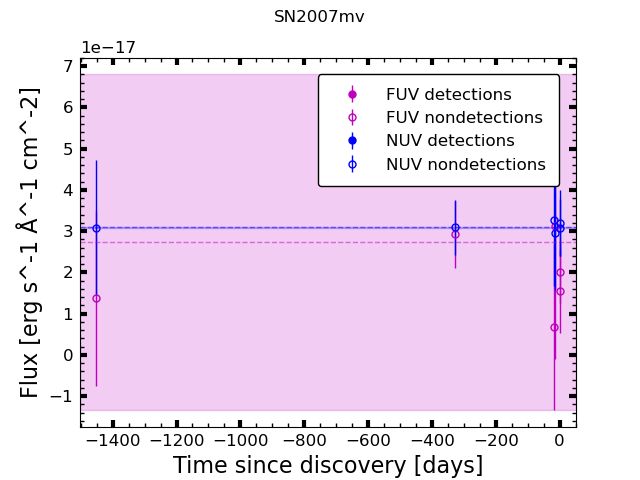 SN2007mv
1e−17
7
6
5
4
3
2
1
0
−1
Flux [erg s^-1 Å^-1 cm^-2]
FUV detections
FUV nondetections
NUV detections
NUV nondetections
−1400 −1200 −1000 −800 −600 −400 −200 0
Time since discovery [days]